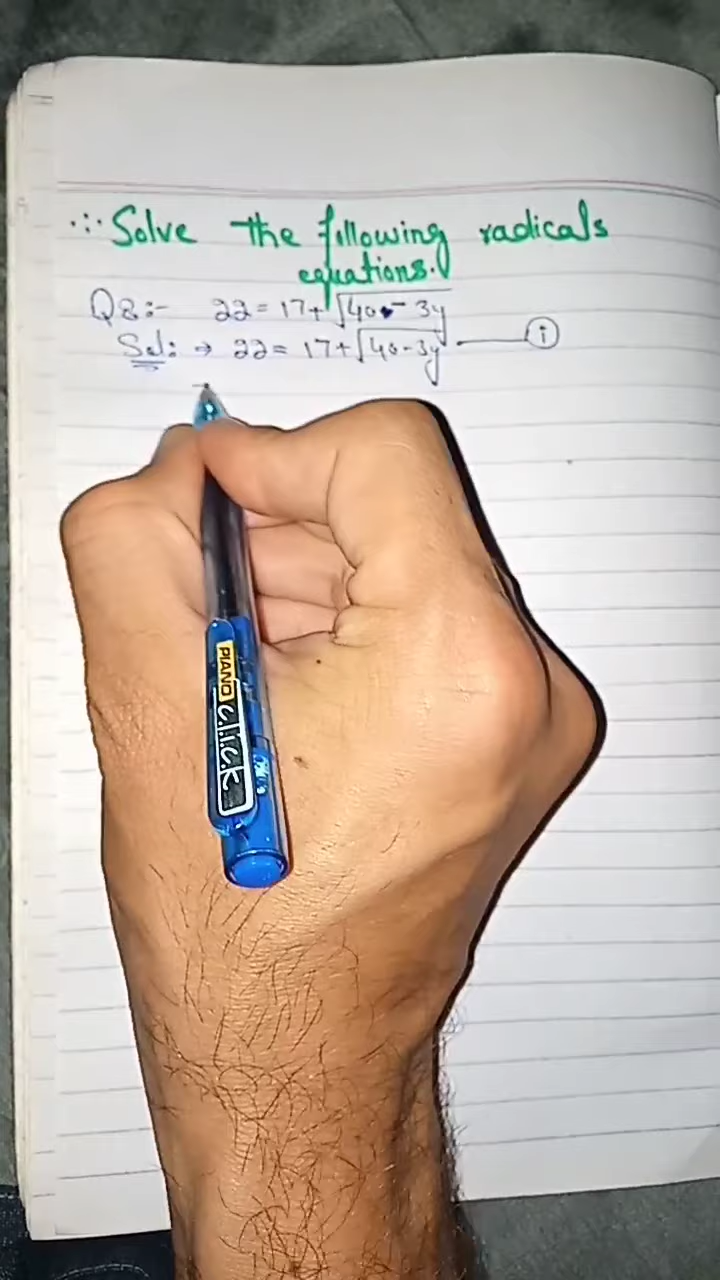 .:: Solve the following radicals
equations.
Q8:- 22 = 17+√40 - 3y
Sol: → 22 = 17+√40-3y — i
PIANO
click